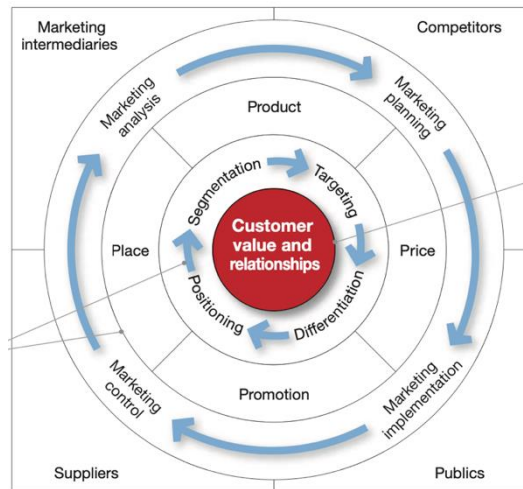 Marketing
intermediaries
Competitors
Marketing
analysis
Marketing
planning
Product
Segmentation
Targeting
Customer
value and
relationships
Place
Price
Positioning
Differentiation
Promotion
Marketing
control
Marketing
implementation
Suppliers
Publics